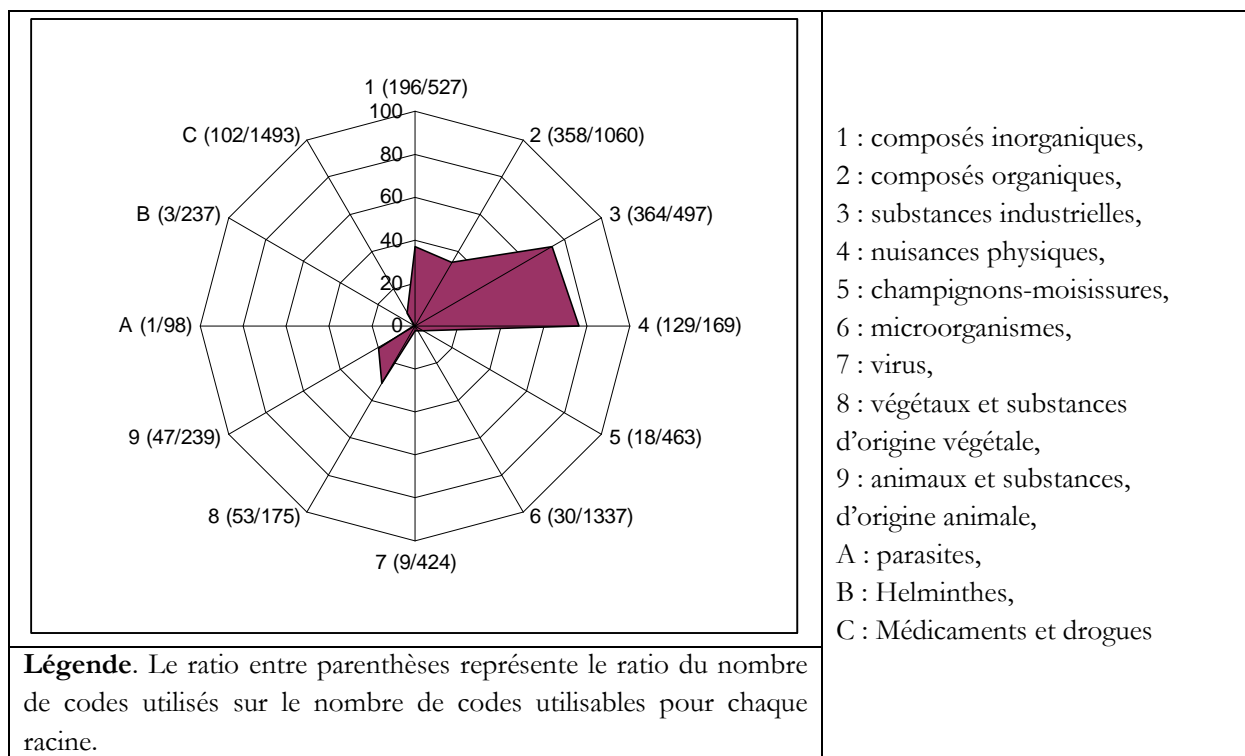 1 (196/527)
100
C (102/1493)
2 (358/1060)
80
60
B (3/237)
3 (364/497)
40
20
A (1/98)
0
4 (129/169)
9 (47/239)
5 (18/463)
8 (53/175)
6 (30/1337)
7 (9/424)
1 : composés inorganiques,
2 : composés organiques,
3 : substances industrielles,
4 : nuisances physiques,
5 : champignons-moisissures,
6 : microorganismes,
7 : virus,
8 : végétaux et substances
d'origine végétale,
9 : animaux et substances,
d'origine animale,
A : parasites,
B : Helminthes,
C : Médicaments et drogues
Légende. Le ratio entre parenthèses représente le ratio du nombre
de codes utilisés sur le nombre de codes utilisables pour chaque
racine.